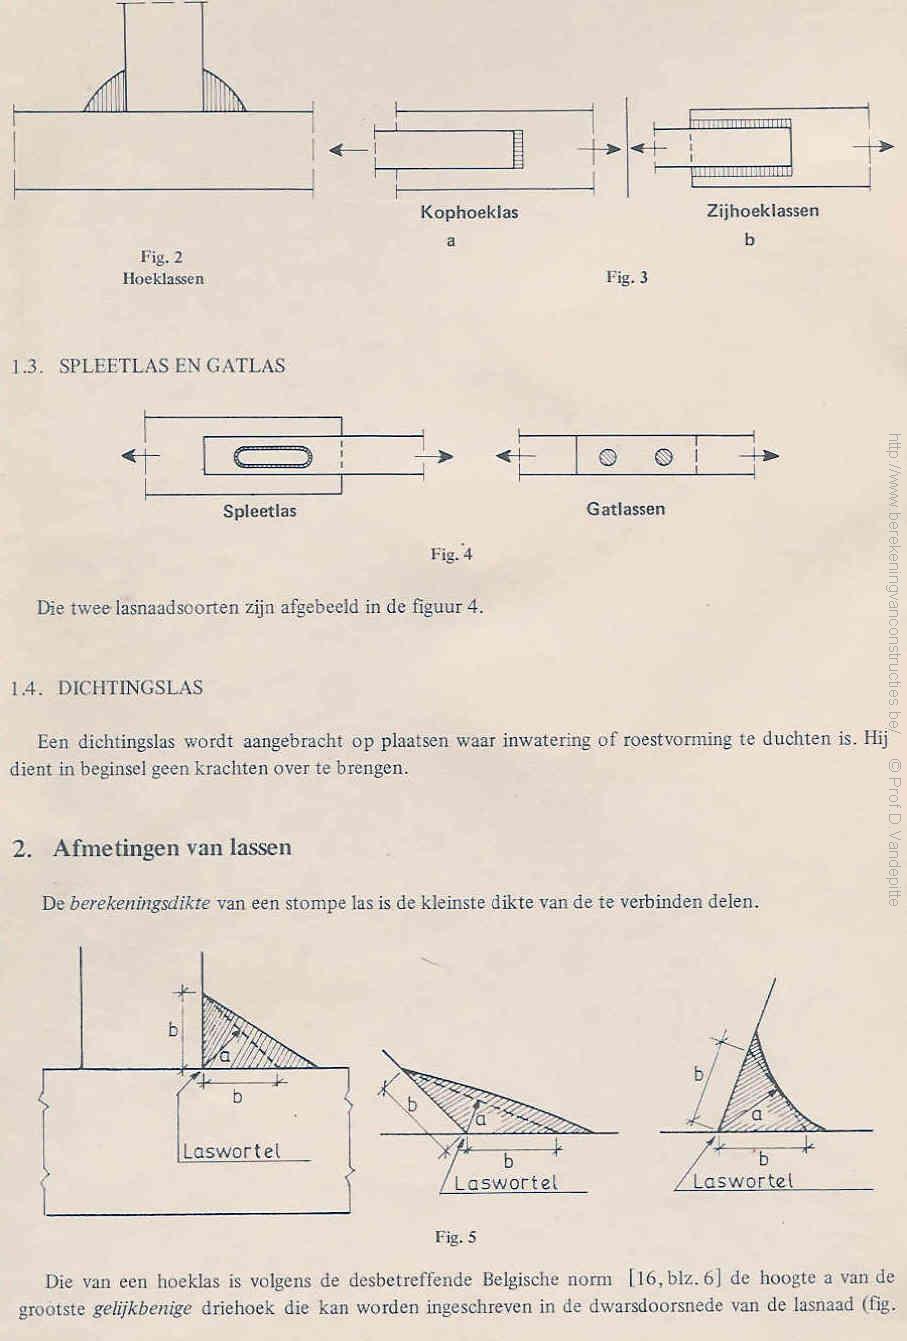 Kophoeklas
a
Zijhoeklassen
b
Fig. 2
Hoeklassen
Fig. 3
1.3. SPLEETLAS EN GATLAS
Spleetlas
Gatlassen
Fig. 4
Die twee lasnaadsoorten zijn afgebeeld in de figuur 4.
1.4. DICHTINGSLAS
Een dichtingslas wordt aangebracht op plaatsen waar inwatering of roestvorming te duchten is. Hij
dient in beginsel geen krachten over te brengen.
2. Afmetingen van lassen
De berekeningsdikte van een stompe las is de kleinste dikte van de te verbinden delen.
b
a
b
Laswortel
b
a
b
Laswortel
b
a
b
Laswortel
Fig. 5
Die van een hoeklas is volgens de desbetreffende Belgische norm [16, blz. 6] de hoogte a van de
grootste gelijkbenige driehoek die kan worden ingeschreven in de dwarsdoorsnede van de lasnaad (fig.
http://www.berekeningvanconstructies.be/ © Prof.D.Vandepitte